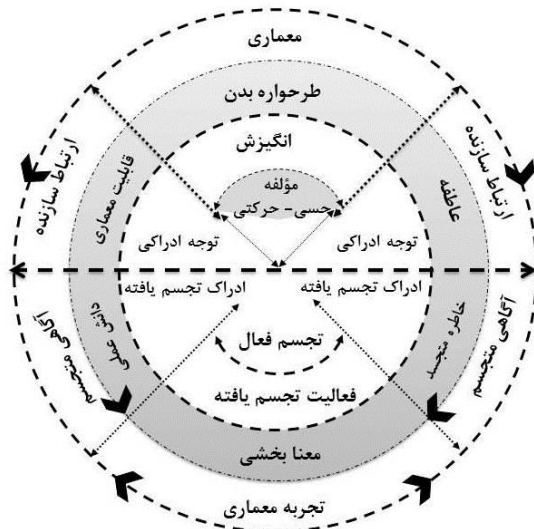 معماری
طرحواره بدن
انگیزش
مؤلفه
حسی- حرکتی
ارتباط سازنده
عاطفه
قابلیت معماری
ارتباط سازنده
توجه ادراکی
توجه ادراکی
ادراک تجسم یافته
ادراک تجسم یافته
آگاهی متجسم
خاطره متجسد
دانش عملی
آگاهی متجسم
تجسم فعال
فعالیت تجسم یافته
معنا بخشی
تجربه معماری